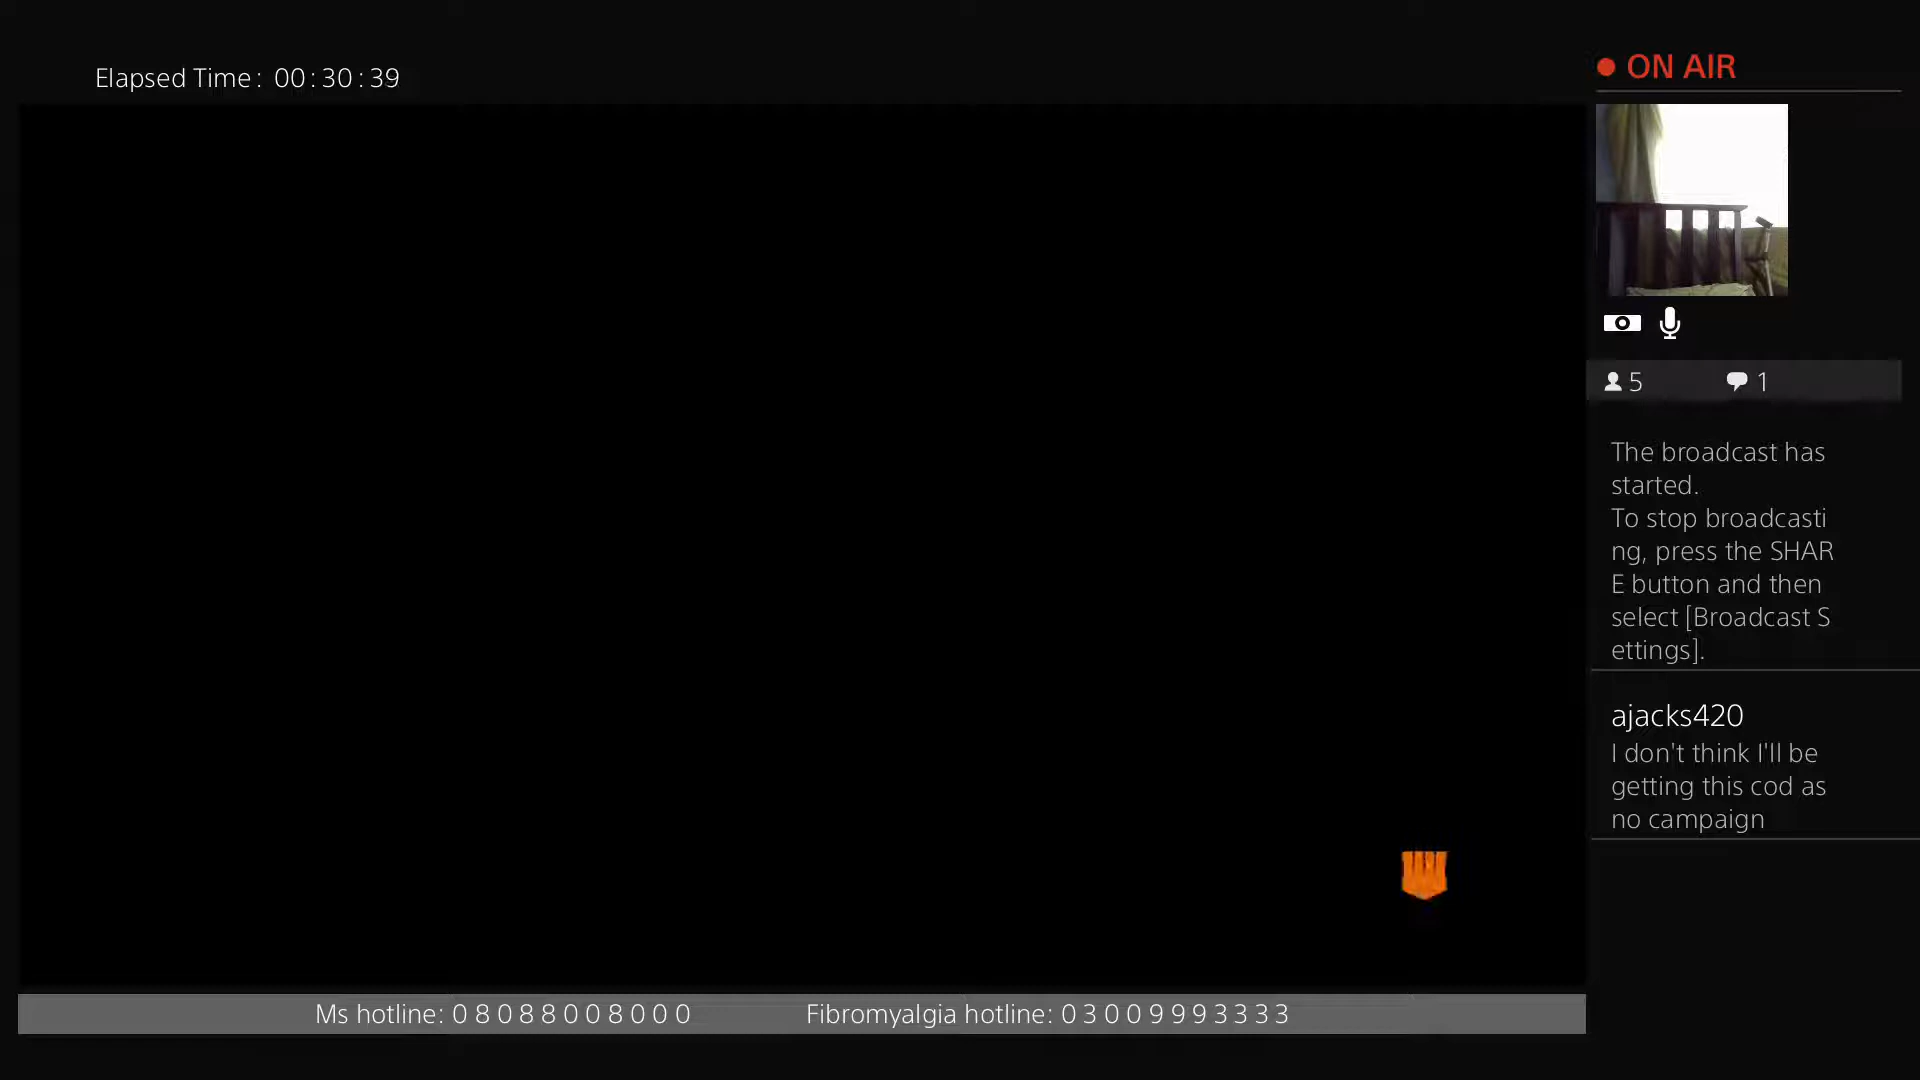 Elapsed Time: 00:30:39
ON AIR
5 1
The broadcast has
started.
To stop broadcasti
ng, press the SHAR
E button and then
select [Broadcast S
ettings].
ajacks420
I don't think I'll be
getting this cod as
no campaign
Ms hotline: 0 8 0 8 8 0 0 8 0 0 0 Fibromyalgia hotline: 0 3 0 0 9 9 9 3 3 3 3